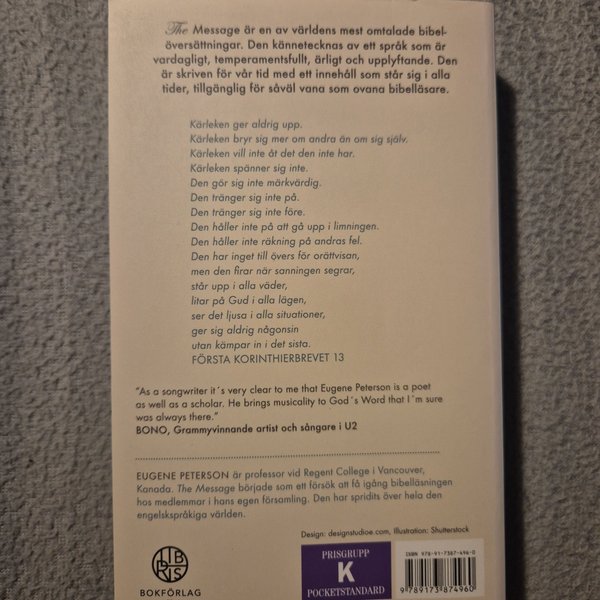 The Message är en av världens mest omtalade bibel-
översättningar. Den kännetecknas av ett språk som är
vardagligt, temperamentsfullt, ärligt och upplyftande. Den
är skriven för vår tid med ett innehåll som står sig i alla
tider, tillgänglig för såväl vana som ovana bibelläsare.
Kärleken ger aldrig upp.
Kärleken bryr sig mer om andra än om sig själv.
Kärleken vill inte åt det den inte har.
Kärleken spänner sig inte.
Den gör sig inte märkvärdig.
Den tränger sig inte på.
Den tränger sig inte före.
Den håller inte på att gå upp i limningen.
Den håller inte räkning på andras fel.
Den har inget till övers för orättvisan,
men den firar när sanningen segrar,
står upp i alla väder,
litar på Gud i alla lägen,
ser det ljusa i alla situationer,
ger sig aldrig någonsin
utan kämpar in i det sista.
FÖRSTA KORINTHIERBREVET 13
"As a songwriter it´s very clear to me that Eugene Peterson is a poet
as well as a scholar. He brings musicality to God´s Word that I´m sure
was always there."
BONO, Grammyvinnande artist och sångare i U2
EUGENE PETERSON är professor vid Regent College i Vancouver,
Kanada. The Message började som ett försök att få igång bibelläsningen
hos medlemmar i hans egen församling. Den har spridits över hela den
engelskspråkiga världen.
Design: designstudioe.com, Illustration: Shutterstock
LIBRIS
BOKFÖRLAG
PRISGRUPP
K
POCKETSTANDARD
ISBN 978-91-7387-496-0
9 789173 874960